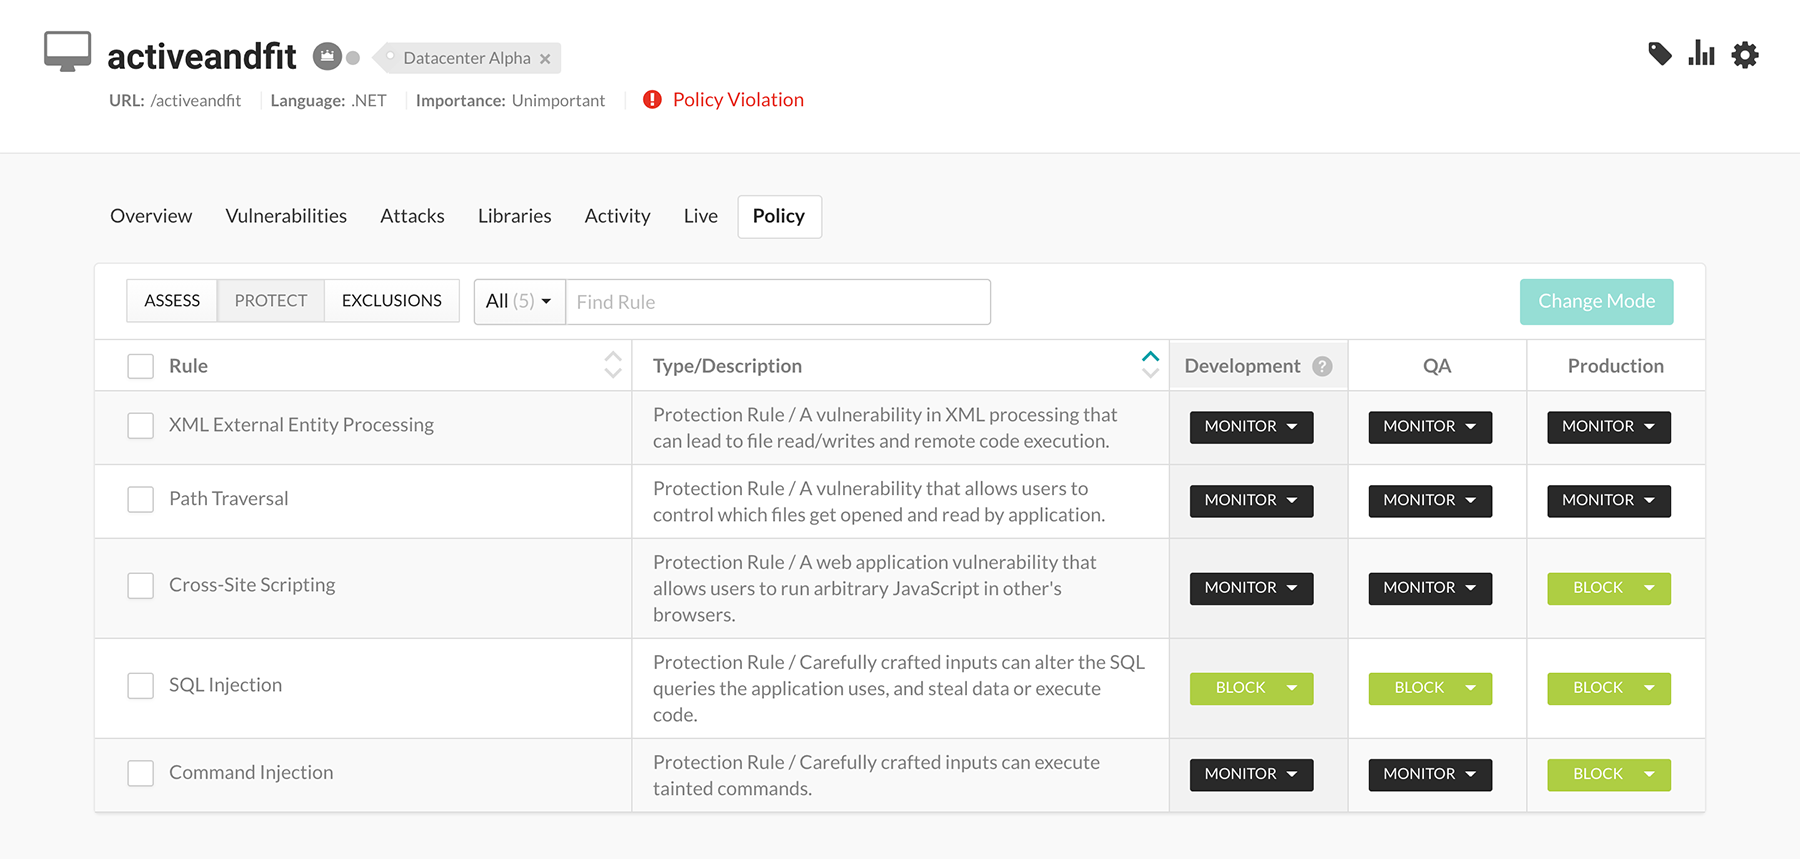 activeandfit
Datacenter Alpha ×
URL: /activeandfit Language: .NET Importance: Unimportant ! Policy Violation
Overview Vulnerabilities Attacks Libraries Activity Live Policy
ASSESS PROTECT EXCLUSIONS All (5) Find Rule Change Mode
Rule Type/Description Development ? QA Production
XML External Entity Processing
Protection Rule / A vulnerability in XML processing that
can lead to file read/writes and remote code execution.
MONITOR MONITOR MONITOR
Path Traversal
Protection Rule / A vulnerability that allows users to
control which files get opened and read by application.
MONITOR MONITOR MONITOR
Cross-Site Scripting
Protection Rule / A web application vulnerability that
allows users to run arbitrary JavaScript in other's
browsers.
MONITOR MONITOR BLOCK
SQL Injection
Protection Rule / Carefully crafted inputs can alter the SQL
queries the application uses, and steal data or execute
code.
BLOCK BLOCK BLOCK
Command Injection
Protection Rule / Carefully crafted inputs can execute
tainted commands.
MONITOR MONITOR BLOCK